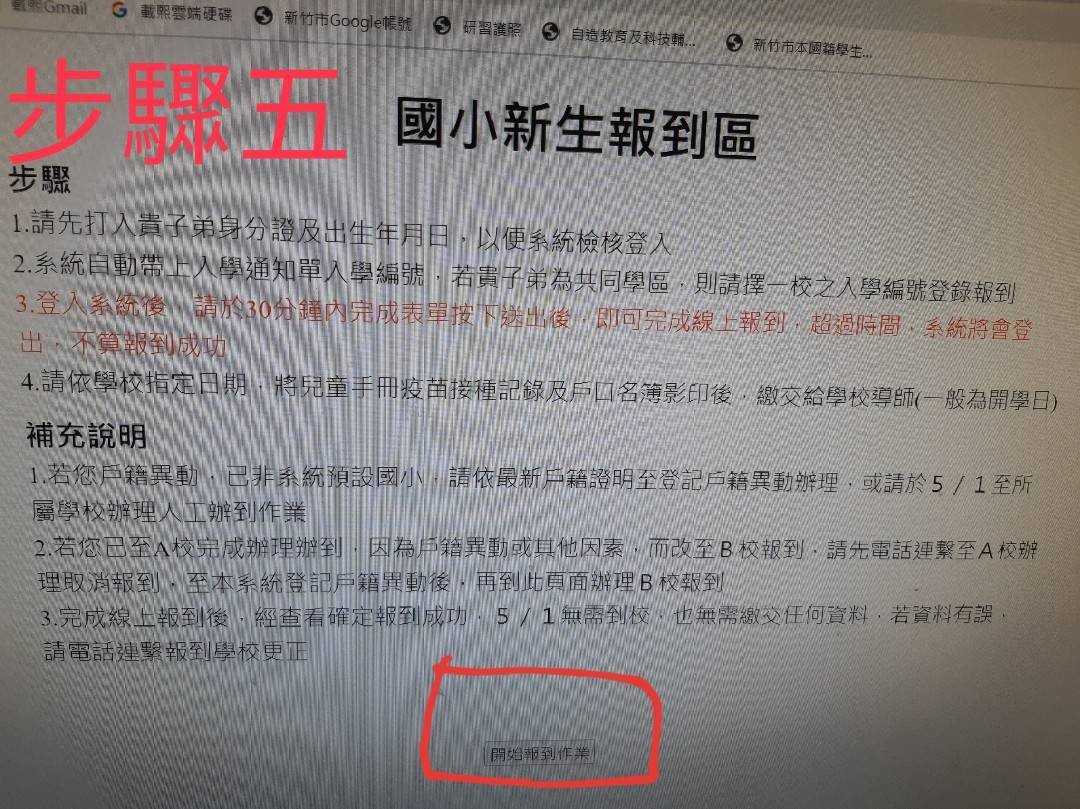 載熙Gmail 載熙雲端硬碟 新竹市Google帳號 研習護照 自造教育及科技輔... 新竹市本國籍學生...
步驟五
國小新生報到區
步驟
1.請先打入貴子弟身分證及出生年月日，以便系統檢核登入
2.系統自動帶上入學通知單入學編號，若貴子弟為共同學區，則請擇一校之入學編號登錄報到
3.登入系統後，請於30分鐘內完成表單按下送出後，即可完成線上報到，超過時間，系統將會登
出，不算報到成功
4.請依學校指定日期，將兒童手冊疫苗接種記錄及戶口名簿影印後，繳交給學校導師(一般為開學日)
補充說明
1.若您戶籍異動，已非系統預設國小，請依最新戶籍證明至登記戶籍異動辦理，或請於５／１至所
屬學校辦理人工辦到作業
2.若您已至A校完成辦理辦到，因為戶籍異動或其他因素，而改至Ｂ校報到，請先電話連繫至Ａ校辦
理取消報到，至本系統登記戶籍異動後，再到此頁面辦理Ｂ校報到
3.完成線上報到後，經查看確定報到成功，５／１無需到校，也無需繳交任何資料，若資料有誤，
請電話連繫報到學校更正
開始報到作業